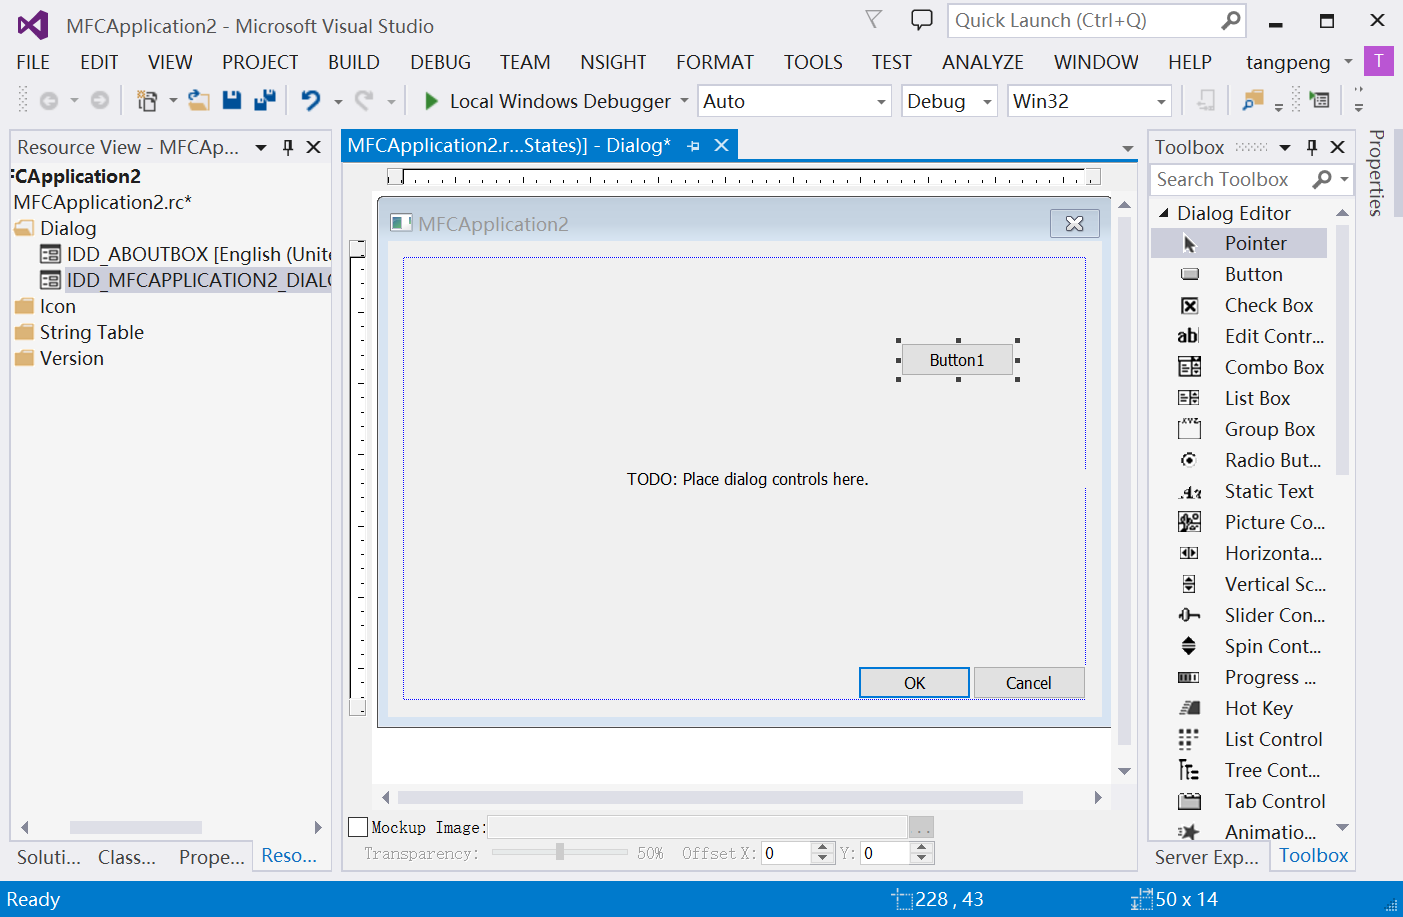 MFCApplication2 - Microsoft Visual Studio
Quick Launch (Ctrl+Q)
FILE EDIT VIEW PROJECT BUILD DEBUG TEAM NSIGHT FORMAT TOOLS TEST ANALYZE WINDOW HELP tangpeng T
Local Windows Debugger Auto Debug Win32
Resource View - MFCAp...
FCApplication2
MFCApplication2.rc*
Dialog
IDD_ABOUTBOX [English (Unite
IDD_MFCAPPLICATION2_DIALO
Icon
String Table
Version
Soluti... Class... Prope... Reso...
MFCApplication2.r...States)] - Dialog*
MFCApplication2
Button1
TODO: Place dialog controls here.
OK Cancel
Mockup Image: ..
Transparency: 50% Offset X: 0 Y: 0
Toolbox
Search Toolbox
Dialog Editor
Pointer
Button
Check Box
Edit Contr...
Combo Box
List Box
Group Box
Radio But...
Static Text
Picture Co...
Horizonta...
Vertical Sc...
Slider Con...
Spin Cont...
Progress ...
Hot Key
List Control
Tree Cont...
Tab Control
Animatio...
Server Exp... Toolbox
Properties
Ready 228 , 43 50 x 14